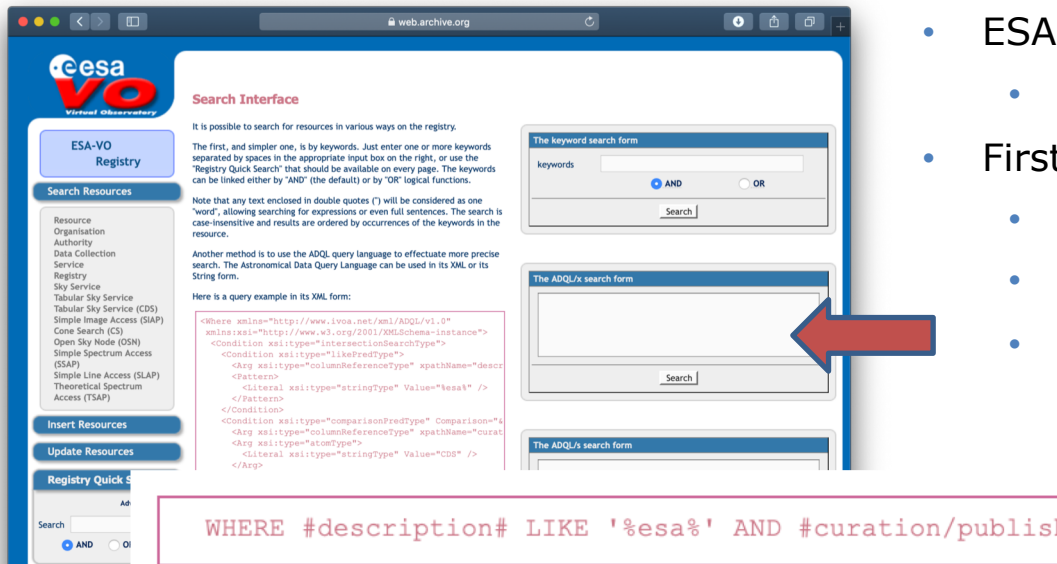 web.archive.org
esa
VO
Virtual Observatory
ESA-VO
Registry
Search Resources
Resource
Organisation
Authority
Data Collection
Service
Registry
Sky Service
Tabular Sky Service
Tabular Sky Service (CDS)
Simple Image Access (SIAP)
Cone Search (CS)
Open Sky Node (OSN)
Simple Spectrum Access
(SSAP)
Simple Line Access (SLAP)
Theoretical Spectrum
Access (TSAP)
Insert Resources
Update Resources
Registry Quick S
Ad
Search
AND
Search Interface
It is possible to search for resources in various ways on the registry.
The first, and simpler one, is by keywords. Just enter one or more keywords
separated by spaces in the appropriate input box on the right, or use the
"Registry Quick Search" that should be available on every page. The keywords
can be linked either by "AND" (the default) or by "OR" logical functions.
Note that any text enclosed in double quotes (") will be considered as one
"word", allowing searching for expressions or even full sentences. The search is
case-insensitive and results are ordered by occurrences of the keywords in the
resource.
Another method is to use the ADQL query language to effectuate more precise
search. The Astronomical Data Query Language can be used in its XML or its
String form.
Here is a query example in its XML form:
<Where xmlns="http://www.ivoa.net/xml/ADQL/v1.0"
xmlns:xsi="http://www.w3.org/2001/XMLSchema-instance">
<Condition xsi:type="intersectionSearchType">
<Condition xsi:type="likePredType">
<Arg xsi:type="columnReferenceType" xpathName="descr
<Pattern>
<Literal xsi:type="stringType" Value="%esa%" />
</Pattern>
</Condition>
<Condition xsi:type="comparisonPredType" Comparison="&
<Arg xsi:type="columnReferenceType" xpathName="curat
<Arg xsi:type="atomType">
<Literal xsi:type="stringType" Value="CDS" />
</Arg>
The keyword search form
keywords
AND OR
Search
The ADQL/x search form
Search
The ADQL/s search form
WHERE #description# LIKE '%esa%' AND #curation/publis
• ESA
•
• First
•
•
•